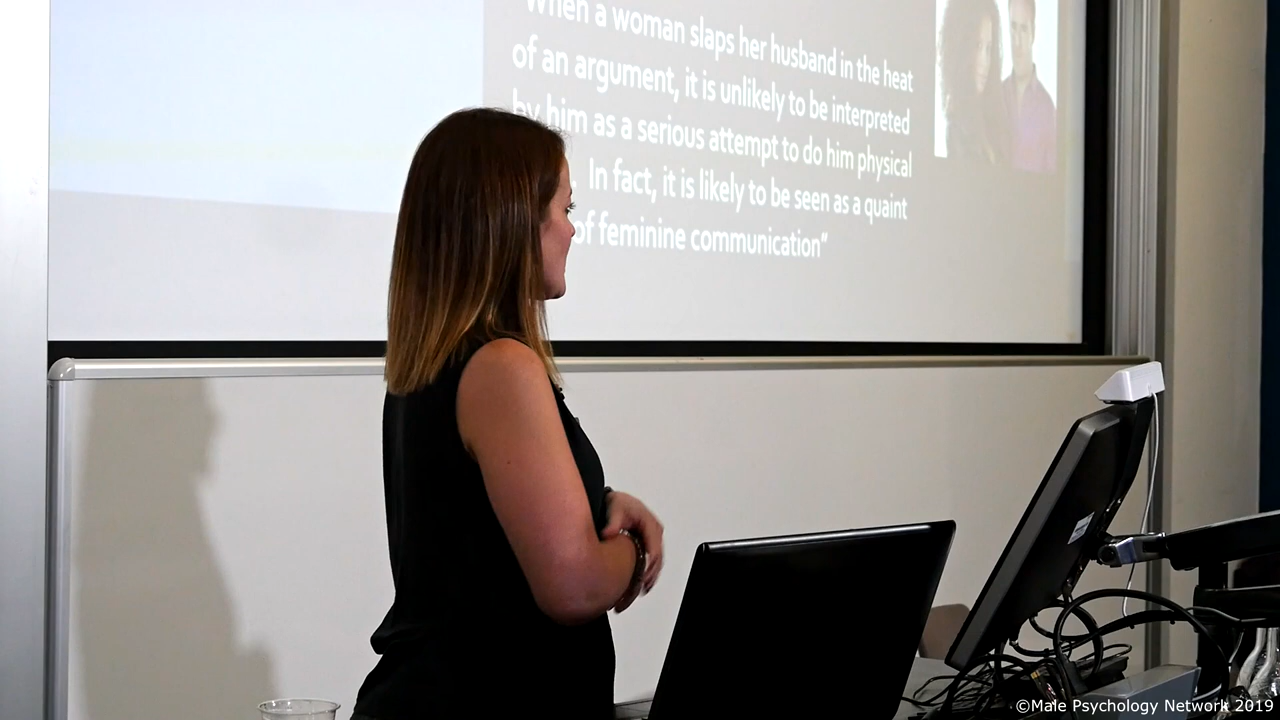 When a woman slaps her husband in the heat
of an argument, it is unlikely to be interpreted
by him as a serious attempt to do him physical
. In fact, it is likely to be seen as a quaint
of feminine communication”
©Male Psychology Network 2019